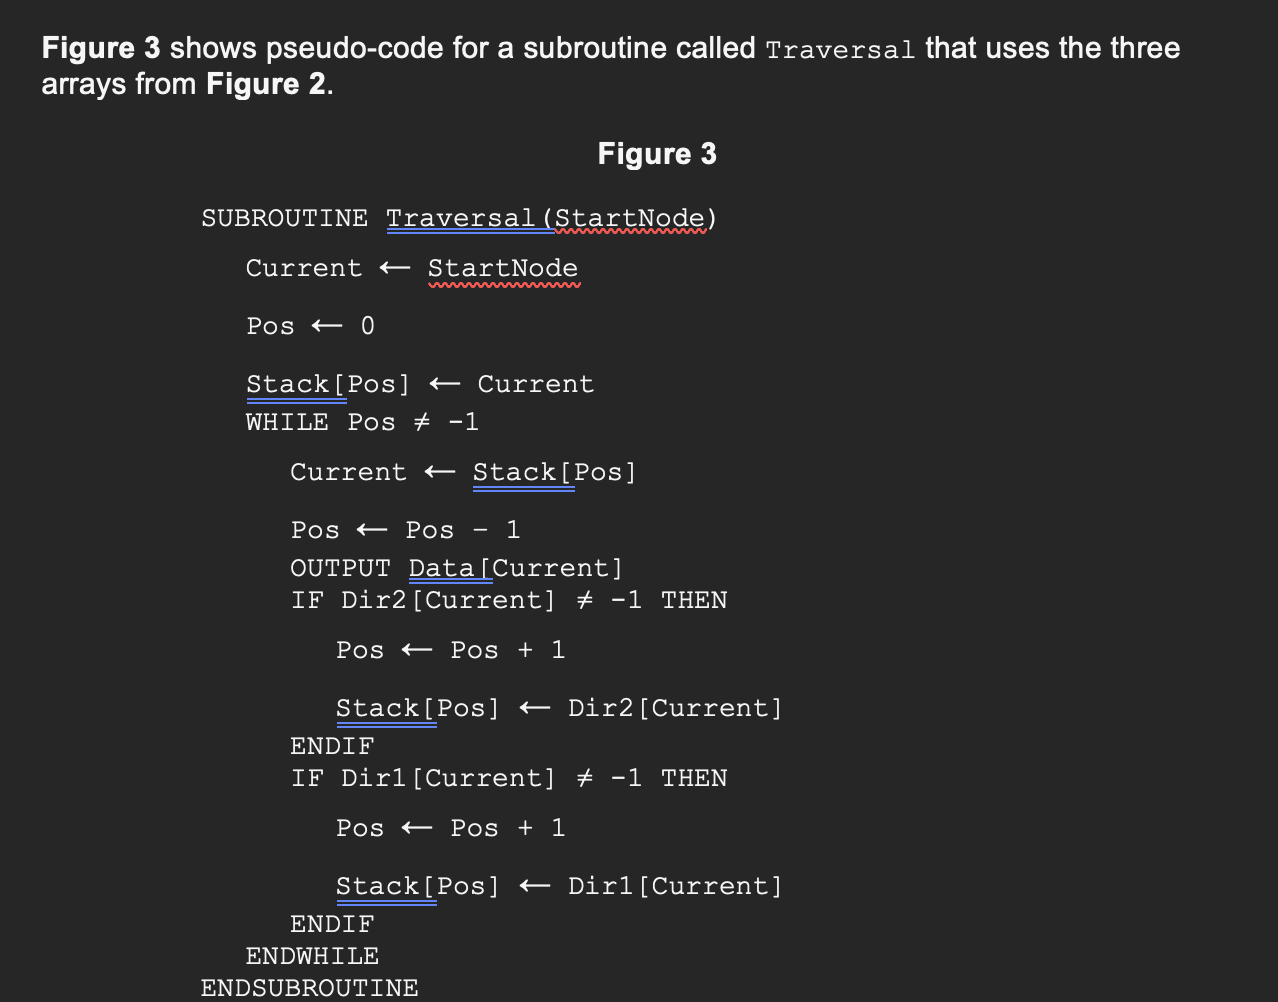 Figure 3 shows pseudo-code for a subroutine called Traversal that uses the three
arrays from Figure 2.
Figure 3
SUBROUTINE Traversal(StartNode)
Current ← StartNode
Pos ← 0
Stack[Pos] ← Current
WHILE Pos ≠ -1
Current ← Stack[Pos]
Pos ← Pos – 1
OUTPUT Data[Current]
IF Dir2[Current] ≠ -1 THEN
Pos ← Pos + 1
Stack[Pos] ← Dir2[Current]
ENDIF
IF Dir1[Current] ≠ -1 THEN
Pos ← Pos + 1
Stack[Pos] ← Dir1[Current]
ENDIF
ENDWHILE
ENDSUBROUTINE